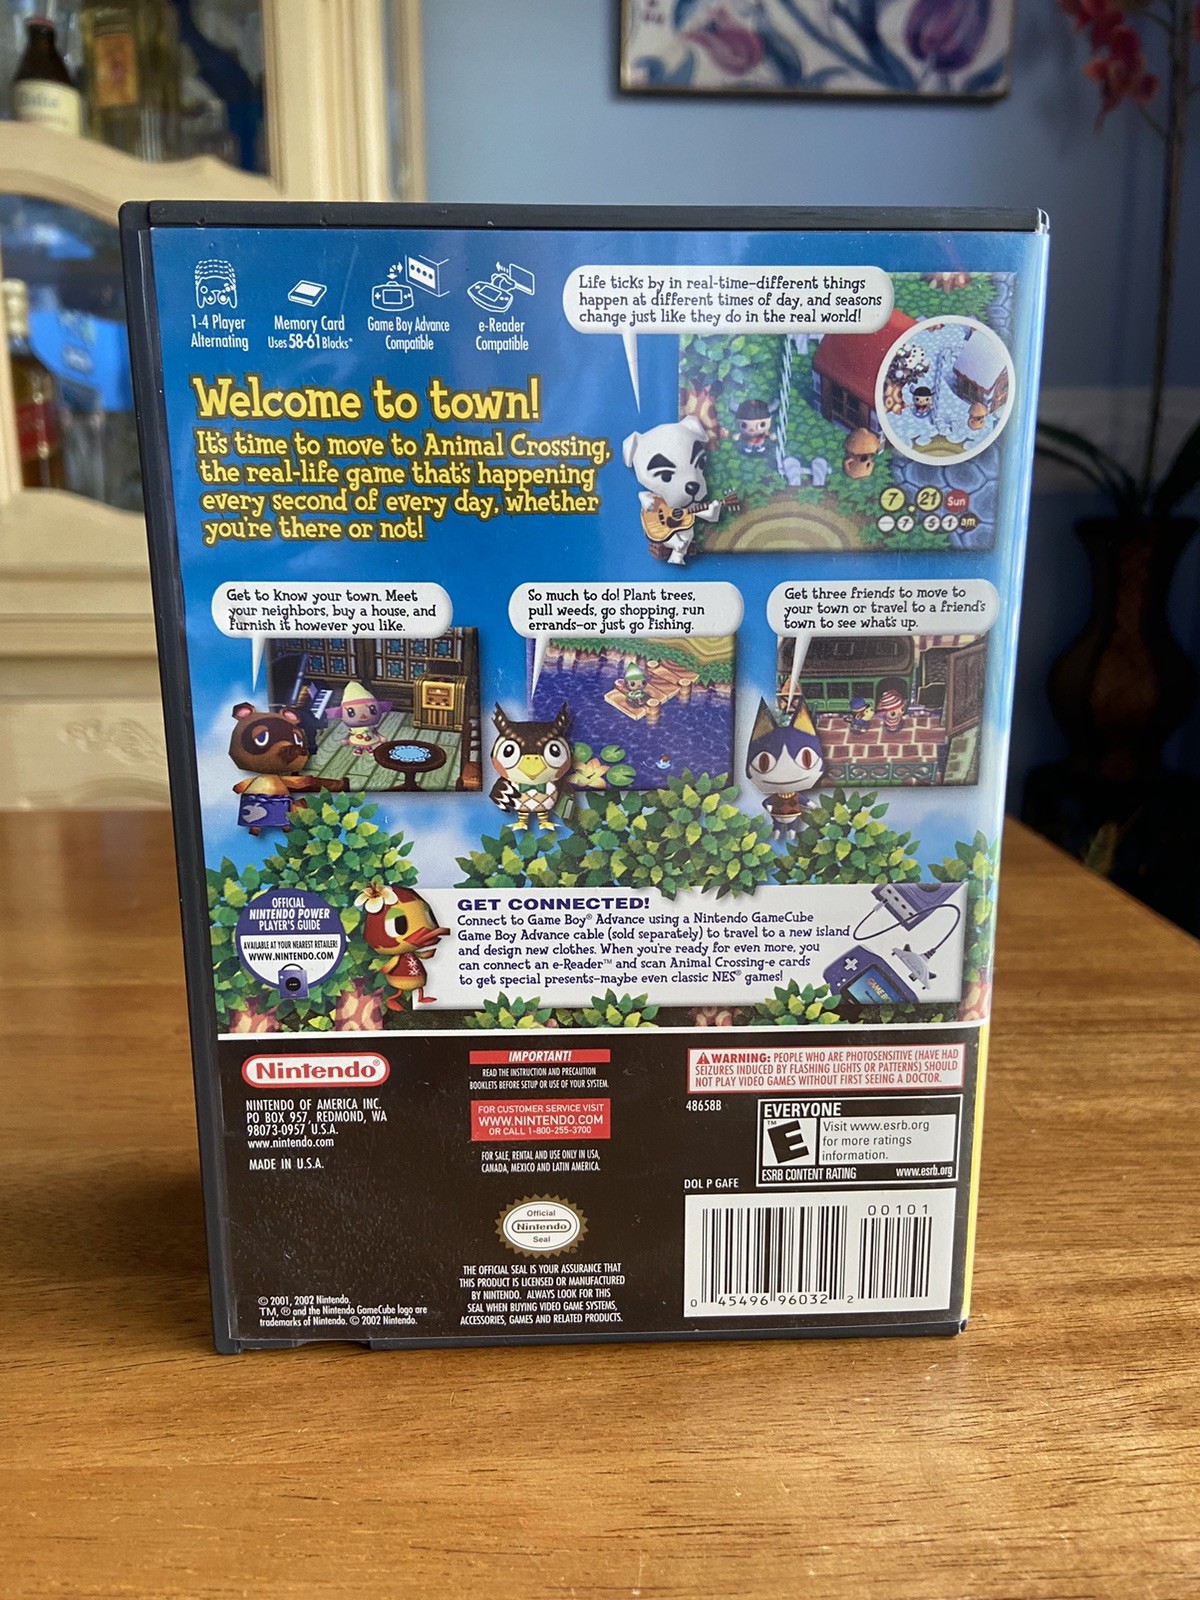 1-4 Player
Alternating
Memory Card
Uses 58-61 Blocks*
Game Boy Advance
Compatible
e-Reader
Compatible
Life ticks by in real-time-different things
happen at different times of day, and seasons
change just like they do in the real world!
Welcome to town!
It's time to move to Animal Crossing,
the real-life game that's happening
every second of every day, whether
you're there or not!
7 21 Sun
7 51 am
Get to know your town. Meet
your neighbors, buy a house, and
furnish it however you like.
So much to do! Plant trees,
pull weeds, go shopping, run
errands-or just go fishing.
Get three friends to move to
your town or travel to a friend's
town to see what's up.
OFFICIAL
NINTENDO POWER
PLAYER'S GUIDE
AVAILABLE AT YOUR NEAREST RETAILER!
WWW.NINTENDO.COM
GET CONNECTED!
Connect to Game Boy® Advance using a Nintendo GameCube
Game Boy Advance cable (sold separately) to travel to a new island
and design new clothes. When you're ready for even more, you
can connect an e-Reader™ and scan Animal Crossing-e cards
to get special presents-maybe even classic NES® games!
Nintendo®
NINTENDO OF AMERICA INC.
PO BOX 957, REDMOND, WA
98073-0957 U.S.A.
www.nintendo.com
MADE IN U.S.A.
IMPORTANT!
READ THE INSTRUCTION AND PRECAUTION
BOOKLETS BEFORE SETUP OR USE OF YOUR SYSTEM.
FOR CUSTOMER SERVICE VISIT
WWW.NINTENDO.COM
OR CALL 1-800-255-3700
FOR SALE, RENTAL AND USE ONLY IN USA,
CANADA, MEXICO AND LATIN AMERICA.
Official
Nintendo
Seal
THE OFFICIAL SEAL IS YOUR ASSURANCE THAT
THIS PRODUCT IS LICENSED OR MANUFACTURED
BY NINTENDO. ALWAYS LOOK FOR THIS
SEAL WHEN BUYING VIDEO GAME SYSTEMS,
ACCESSORIES, GAMES AND RELATED PRODUCTS.
WARNING: PEOPLE WHO ARE PHOTOSENSITIVE (HAVE HAD
SEIZURES INDUCED BY FLASHING LIGHTS OR PATTERNS) SHOULD
NOT PLAY VIDEO GAMES WITHOUT FIRST SEEING A DOCTOR.
48658B
EVERYONE
E™
Visit www.esrb.org
for more ratings
information.
ESRB CONTENT RATING www.esrb.org
DOL P GAFE
00101
0 45496 96032 2
© 2001, 2002 Nintendo.
TM, ® and the Nintendo GameCube logo are
trademarks of Nintendo. © 2002 Nintendo.